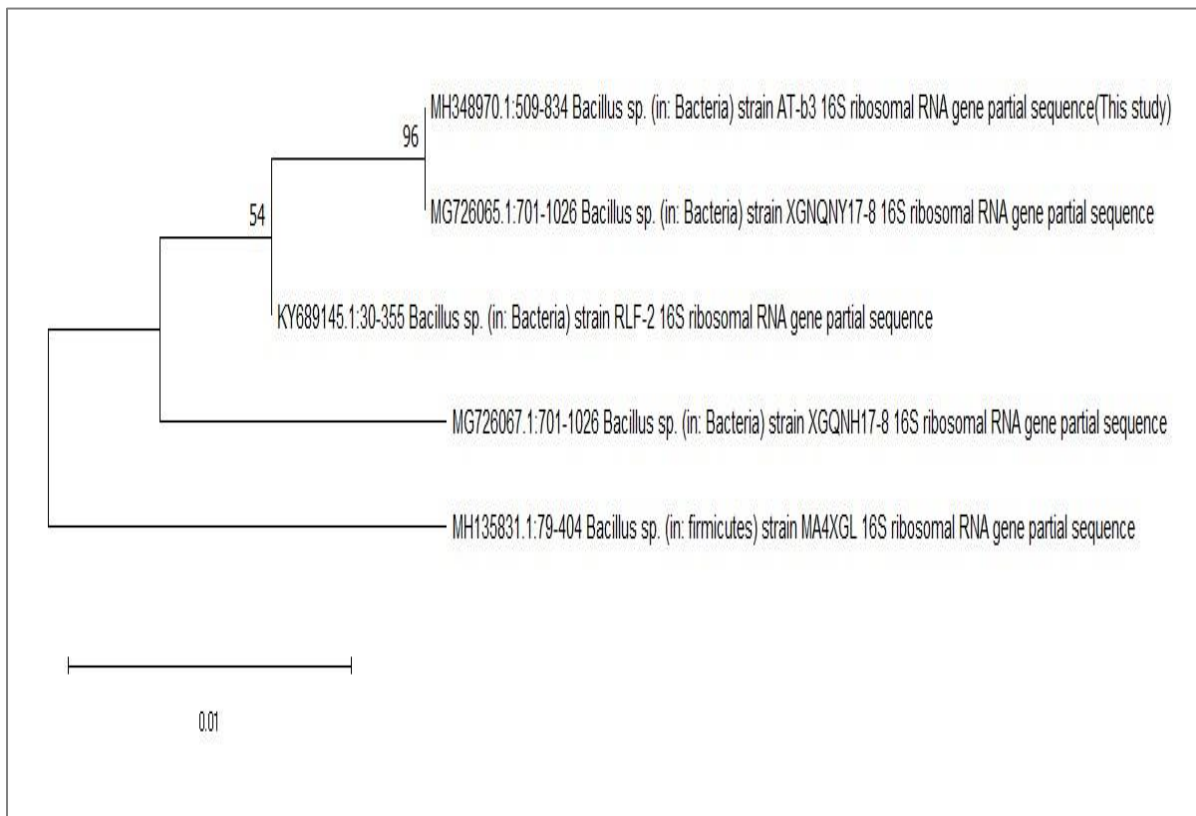 MH348970.1:509-834 Bacillus sp. (in: Bacteria) strain AT-b3 16S ribosomal RNA gene partial sequence(This study)
96
MG726065.1:701-1026 Bacillus sp. (in: Bacteria) strain XGNQNY17-8 16S ribosomal RNA gene partial sequence
54
KY689145.1:30-355 Bacillus sp. (in: Bacteria) strain RLF-2 16S ribosomal RNA gene partial sequence
MG726067.1:701-1026 Bacillus sp. (in: Bacteria) strain XGQNH17-8 16S ribosomal RNA gene partial sequence
MH135831.1:79-404 Bacillus sp. (in: firmicutes) strain MA4XGL 16S ribosomal RNA gene partial sequence
0.01